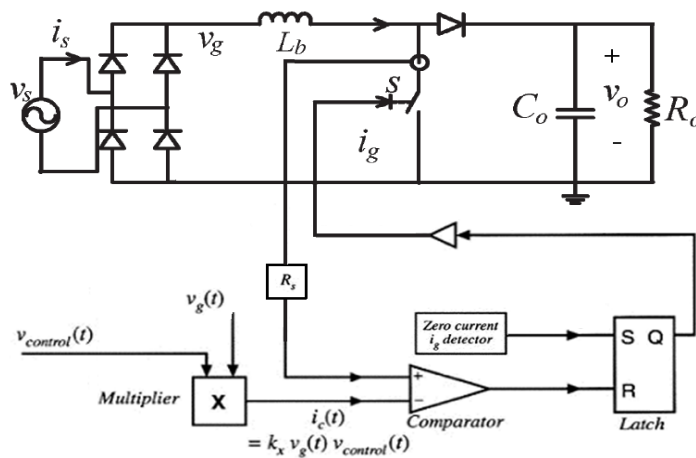 i_s
v_g
L_b
+
v_s
S
C_o
v_o
R_o
i_g
-
R_s
v_g(t)
v_control(t)
Zero current
i_g detector
S Q
+
R
Multiplier
X
−
i_c(t)
Comparator
Latch
= k_x v_g(t) v_control(t)